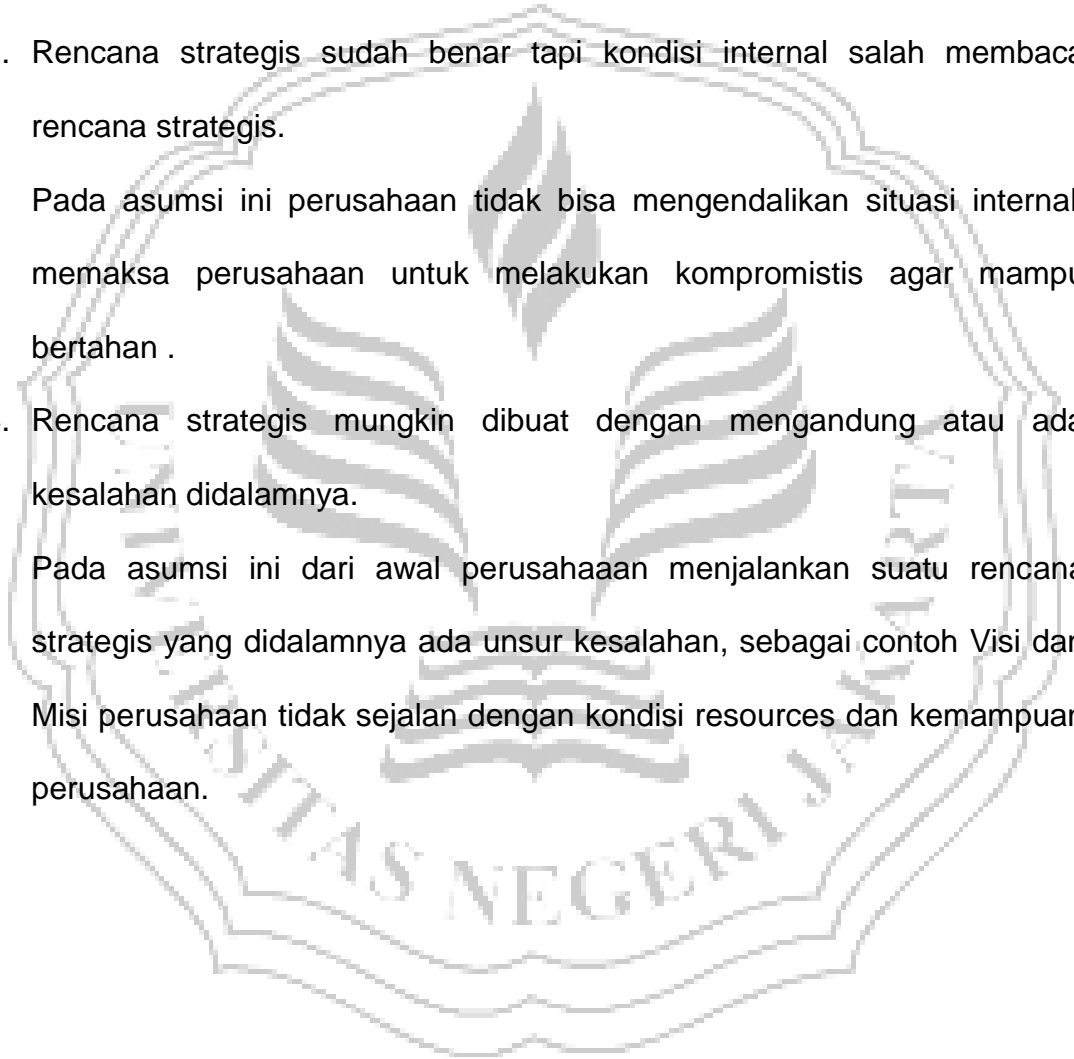 . Rencana strategis sudah benar tapi kondisi internal salah membaca
rencana strategis.
Pada asumsi ini perusahaan tidak bisa mengendalikan situasi internal
memaksa perusahaan untuk melakukan kompromistis agar mampu
bertahan .
. Rencana strategis mungkin dibuat dengan mengandung atau ada
kesalahan didalamnya.
Pada asumsi ini dari awal perusahaaan menjalankan suatu rencana
strategis yang didalamnya ada unsur kesalahan, sebagai contoh Visi dan
Misi perusahaan tidak sejalan dengan kondisi resources dan kemampuan
perusahaan.
UNIVERSITAS NEGERI JAKARTA